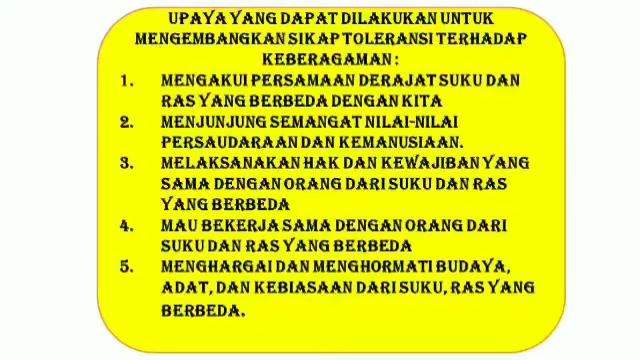 UPAYA YANG DAPAT DILAKUKAN UNTUK
MENGEMBANGKAN SIKAP TOLERANSI TERHADAP
KEBERAGAMAN :
1. MENGAKUI PERSAMAAN DERAJAT SUKU DAN
RAS YANG BERBEDA DENGAN KITA
2. MENJUNJUNG SEMANGAT NILAI-NILAI
PERSAUDARAAN DAN KEMANUSIAAN.
3. MELAKSANAKAN HAK DAN KEWAJIBAN YANG
SAMA DENGAN ORANG DARI SUKU DAN RAS
YANG BERBEDA
4. MAU BEKERJA SAMA DENGAN ORANG DARI
SUKU DAN RAS YANG BERBEDA
5. MENGHARGAI DAN MENGHORMATI BUDAYA,
ADAT, DAN KEBIASAAN DARI SUKU, RAS YANG
BERBEDA.